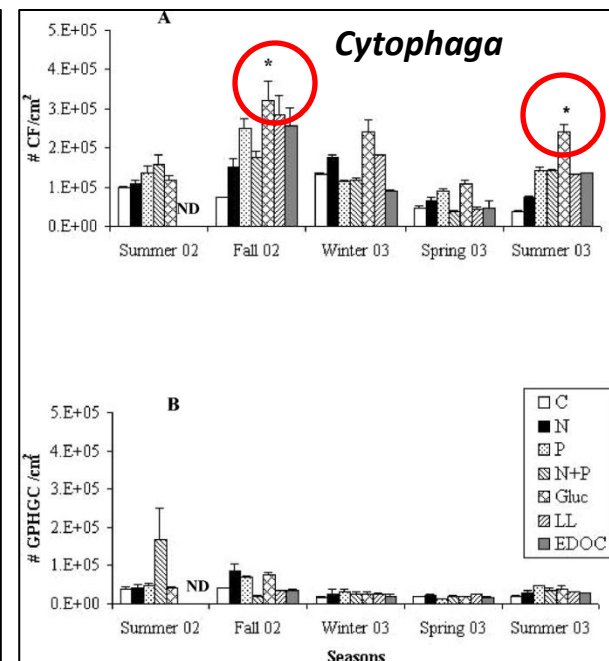 A
Cytophaga
*
*
# CF/cm²
5.E+05
4.E+05
3.E+05
2.E+05
1.E+05
0.E+00
ND
Summer 02 Fall 02 Winter 03 Spring 03 Summer 03
B
# GPHGC /cm²
5.E+05
4.E+05
3.E+05
2.E+05
1.E+05
0.E+00
ND
C
N
P
N+P
Gluc
LL
EDOC
Summer 02 Fall 02 Winter 03 Spring 03 Summer 03
Seasons